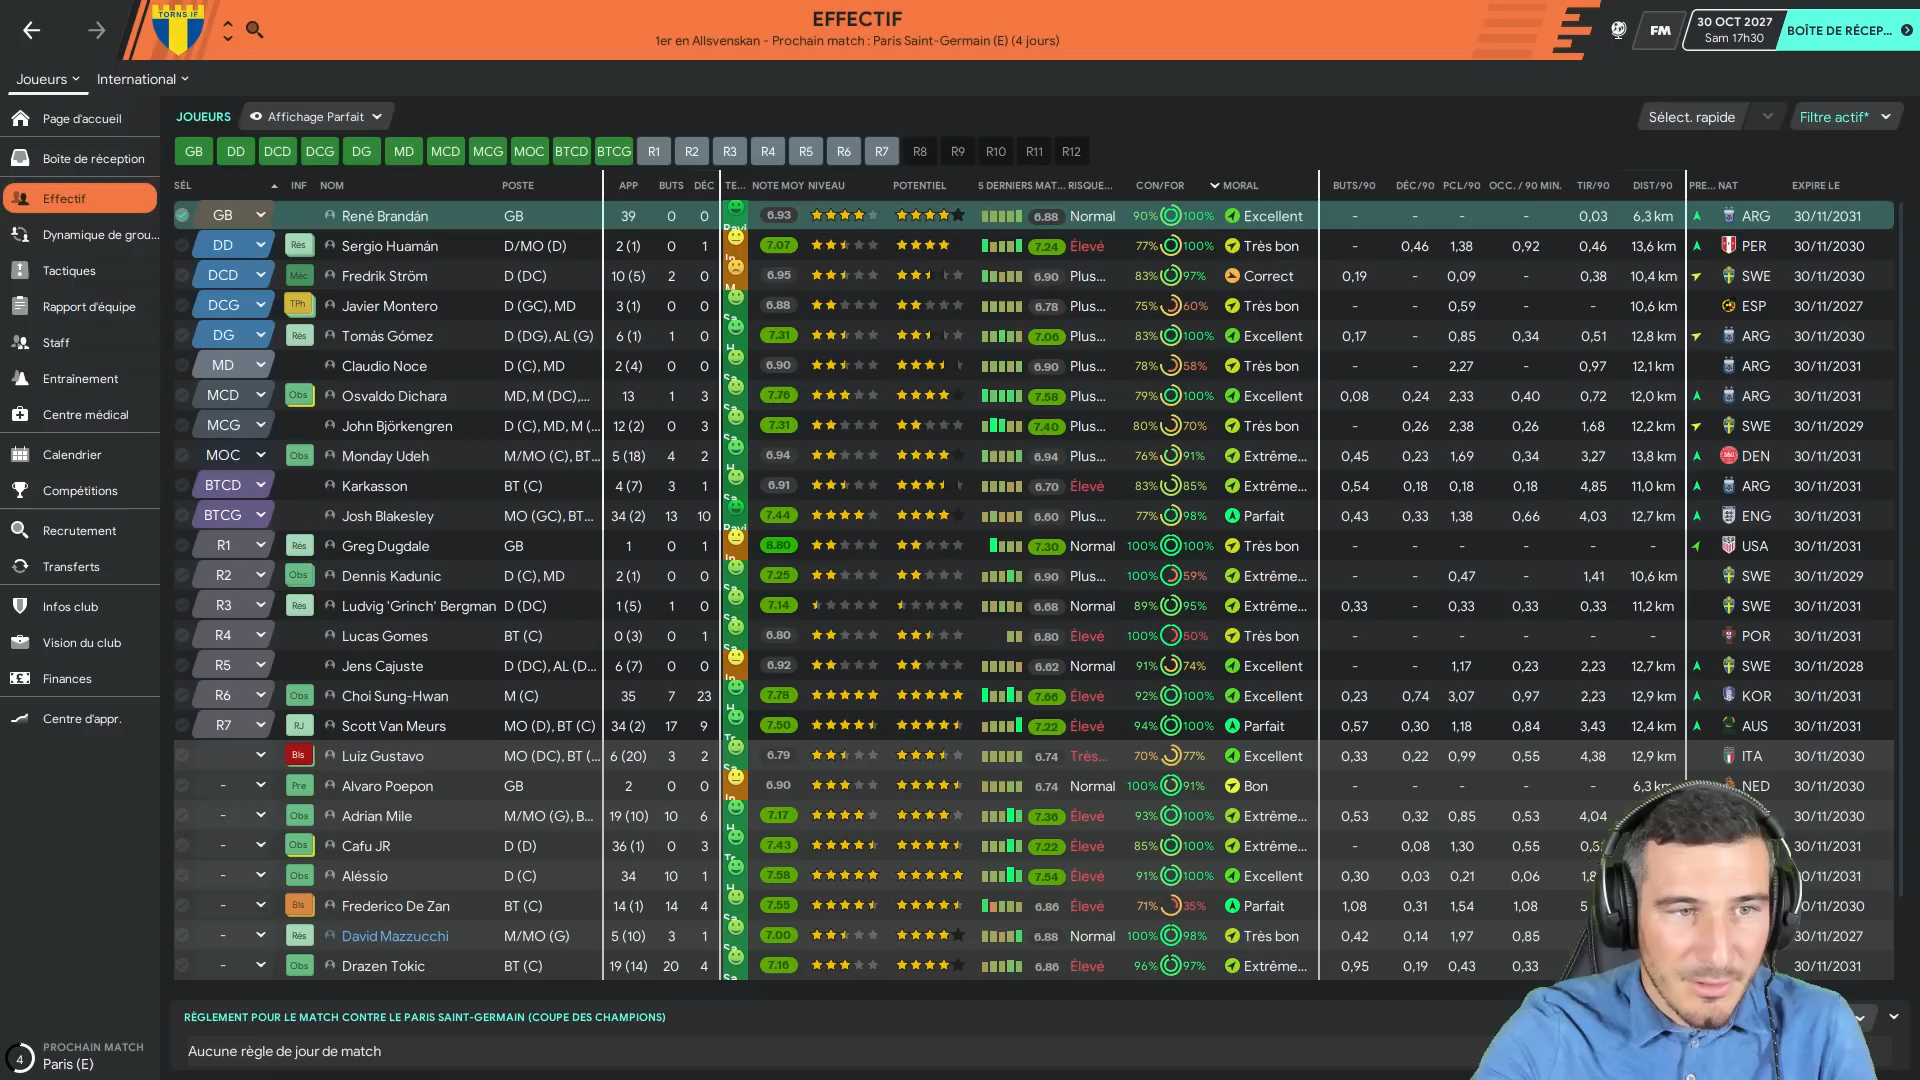 TORNS IF
EFFECTIF
1er en Allsvenskan - Prochain match : Paris Saint-Germain (E) (4 jours)
FM
30 OCT 2027
Sam 17h30
BOÎTE DE RÉCEP...
Joueurs
International
Page d'accueil
Boîte de réception
Effectif
Dynamique de grou...
Tactiques
Rapport d'équipe
Staff
Entraînement
Centre médical
Calendrier
Compétitions
Recrutement
Transferts
Infos club
Vision du club
Finances
Centre d'appr.
JOUEURS
Affichage Parfait
Sélect. rapide
Filtre actif*
GB DD DCD DCG DG MD MCD MCG MOC BTCD BTCG R1 R2 R3 R4 R5 R6 R7 R8 R9 R10 R11 R12
SÉL INF NOM POSTE APP BUTS DÉC TE... NOTE MOY NIVEAU POTENTIEL 5 DERNIERS MAT... RISQUE... CON/FOR MORAL BUTS/90 DÉC/90 PCL/90 OCC. / 90 MIN. TIR/90 DIST/90 PRE... NAT EXPIRE LE
GB René Brandán GB 39 0 0 6.93 6.88 Normal 90% 100% Excellent - - - - 0,03 6,3 km ARG 30/11/2031
DD Rés Sergio Huamán D/MO (D) 2 (1) 0 1 7.07 7.24 Élevé 77% 100% Très bon - 0,46 1,38 0,92 0,46 13,6 km PER 30/11/2030
DCD Méc Fredrik Ström D (DC) 10 (5) 2 0 6.95 6.90 Plus... 83% 97% Correct 0,19 - 0,09 - 0,38 10,4 km SWE 30/11/2030
DCG TPh Javier Montero D (GC), MD 3 (1) 0 0 6.88 6.78 Plus... 75% 60% Très bon - - 0,59 - - 10,6 km ESP 30/11/2027
DG Rés Tomás Gómez D (DG), AL (G) 6 (1) 1 0 7.31 7.06 Plus... 83% 100% Excellent 0,17 - 0,85 0,34 0,51 12,8 km ARG 30/11/2030
MD Claudio Noce D (C), MD 2 (4) 0 0 6.90 6.90 Plus... 78% 58% Très bon - - 2,27 - 0,97 12,1 km ARG 30/11/2031
MCD Obs Osvaldo Dichara MD, M (DC),... 13 1 3 7.76 7.58 Plus... 79% 100% Excellent 0,08 0,24 2,33 0,40 0,72 12,0 km ARG 30/11/2031
MCG John Björkengren D (C), MD, M (... 12 (2) 0 3 7.31 7.40 Plus... 80% 70% Très bon - 0,26 2,38 0,26 1,68 12,2 km SWE 30/11/2029
MOC Obs Monday Udeh M/MO (C), BT... 5 (18) 4 2 6.94 6.94 Plus... 76% 91% Extrême... 0,45 0,23 1,69 0,34 3,27 13,8 km DEN 30/11/2031
BTCD Karkasson BT (C) 4 (7) 3 1 6.91 6.70 Élevé 83% 85% Extrême... 0,54 0,18 0,18 0,18 4,85 11,0 km ARG 30/11/2031
BTCG Josh Blakesley MO (GC), BT... 34 (2) 13 10 7.44 6.60 Plus... 77% 98% Parfait 0,43 0,33 1,38 0,66 4,03 12,7 km ENG 30/11/2031
R1 Rés Greg Dugdale GB 1 0 1 8.80 7.30 Normal 100% 100% Très bon - - - - - - USA 30/11/2031
R2 Obs Dennis Kadunic D (C), MD 2 (1) 0 0 7.25 6.90 Plus... 100% 59% Extrême... - - 0,47 - 1,41 10,6 km SWE 30/11/2029
R3 Rés Ludvig 'Grinch' Bergman D (DC) 1 (5) 1 0 7.14 6.68 Normal 89% 95% Extrême... 0,33 - 0,33 0,33 0,33 11,2 km SWE 30/11/2031
R4 Lucas Gomes BT (C) 0 (3) 0 1 6.80 6.80 Élevé 100% 50% Très bon - - - - - - POR 30/11/2031
R5 Jens Cajuste D (DC), AL (D... 6 (7) 0 0 6.92 6.62 Normal 91% 74% Excellent - - 1,17 0,23 2,23 12,7 km SWE 30/11/2028
R6 Obs Choi Sung-Hwan M (C) 35 7 23 7.78 7.66 Élevé 92% 100% Excellent 0,23 0,74 3,07 0,97 2,23 12,9 km KOR 30/11/2031
R7 RJ Scott Van Meurs MO (D), BT (C) 34 (2) 17 9 7.50 7.22 Élevé 94% 100% Parfait 0,57 0,30 1,18 0,84 3,43 12,4 km AUS 30/11/2031
Bls Luiz Gustavo MO (DC), BT (... 6 (20) 3 2 6.79 6.74 Très... 70% 77% Excellent 0,33 0,22 0,99 0,55 4,38 12,9 km ITA 30/11/2030
- Pre Alvaro Poepon GB 2 0 0 6.90 6.74 Normal 100% 91% Bon - - - - - 6,3 NED 30/11/2030
- Obs Adrian Mile M/MO (G), B... 19 (10) 10 6 7.17 7.36 Élevé 93% 100% Extrême... 0,53 0,32 0,85 0,53 4,04 30/11/2030
- Obs Cafu JR D (D) 36 (1) 0 3 7.43 7.22 Élevé 85% 100% Extrême... - 0,08 1,30 0,55 30/11/2031
- Obs Aléssio D (C) 34 10 1 7.58 7.54 Élevé 91% 100% Excellent 0,30 0,03 0,21 0,06 30/11/2031
- Bls Frederico De Zan BT (C) 14 (1) 14 4 7.55 6.86 Élevé 71% 35% Parfait 1,08 0,31 1,54 1,08 30/11/2030
- Rés David Mazzucchi M/MO (G) 5 (10) 3 1 7.00 6.88 Normal 100% 98% Très bon 0,42 0,14 1,97 0,85 30/11/2027
- Obs Drazen Tokic BT (C) 19 (14) 20 4 7.16 6.86 Élevé 96% 97% Extrême... 0,95 0,19 0,43 0,33 30/11/2031
RÈGLEMENT POUR LE MATCH CONTRE LE PARIS SAINT-GERMAIN (COUPE DES CHAMPIONS)
Aucune règle de jour de match
4
PROCHAIN MATCH
Paris (E)